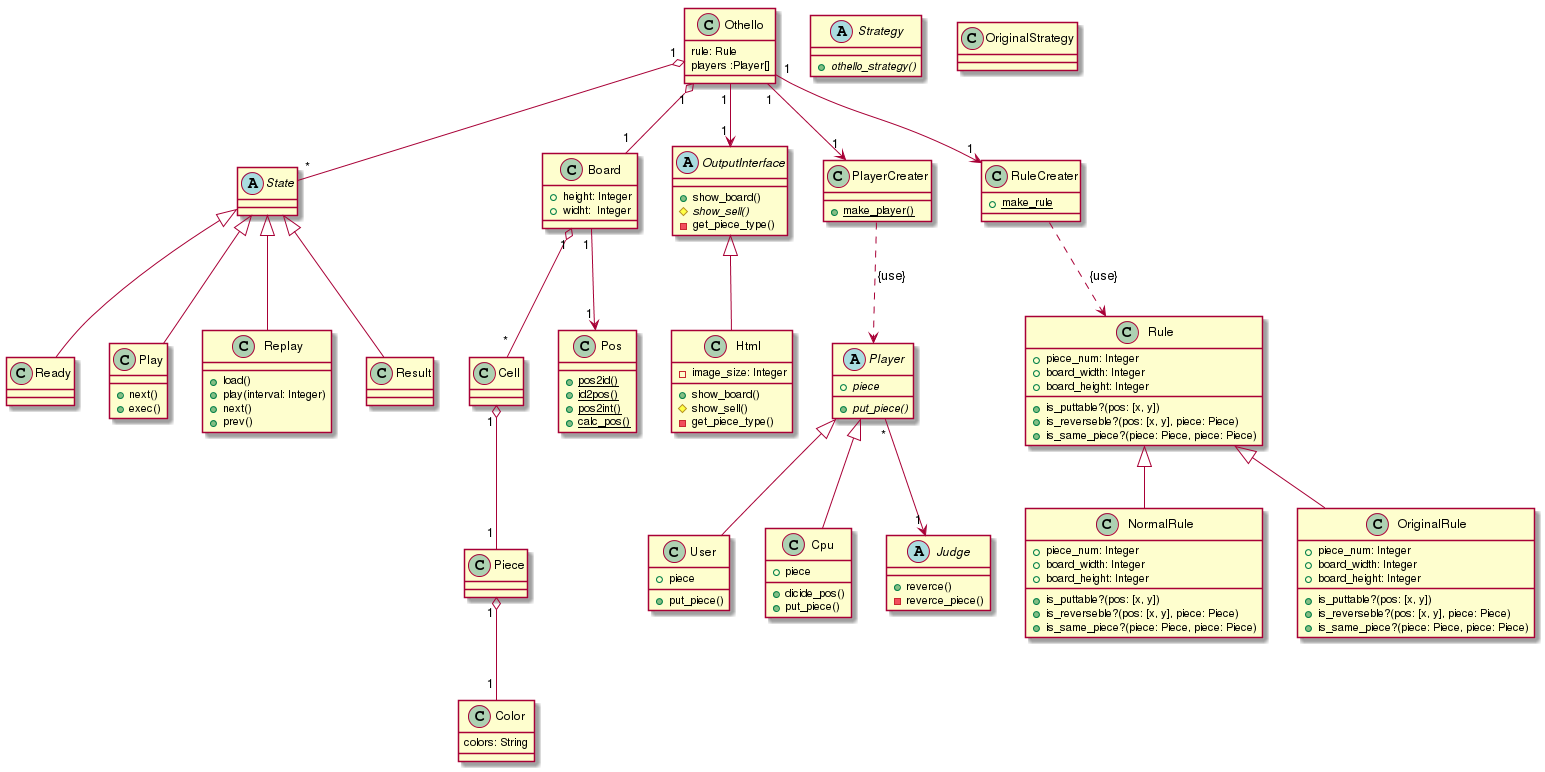 C Othello
rule: Rule
players :Player[]
A Strategy
othello_strategy()
C OriginalStrategy
1
1
1
1
1
*
1
1
1
1
A State
C Board
height: Integer
widht: Integer
A OutputInterface
show_board()
show_sell()
get_piece_type()
C PlayerCreater
make_player()
C RuleCreater
make_rule
1
1
*
1
{use}
{use}
C Ready
C Play
next()
exec()
C Replay
load()
play(interval: Integer)
next()
prev()
C Result
C Cell
C Pos
pos2id()
id2pos()
pos2int()
calc_pos()
C Html
image_size: Integer
show_board()
show_sell()
get_piece_type()
A Player
piece
put_piece()
C Rule
piece_num: Integer
board_width: Integer
board_height: Integer
is_puttable?(pos: [x, y])
is_reverseble?(pos: [x, y], piece: Piece)
is_same_piece?(piece: Piece, piece: Piece)
1
1
*
1
C Piece
C User
piece
put_piece()
C Cpu
piece
dicide_pos()
put_piece()
A Judge
reverce()
reverce_piece()
C NormalRule
piece_num: Integer
board_width: Integer
board_height: Integer
is_puttable?(pos: [x, y])
is_reverseble?(pos: [x, y], piece: Piece)
is_same_piece?(piece: Piece, piece: Piece)
C OriginalRule
piece_num: Integer
board_width: Integer
board_height: Integer
is_puttable?(pos: [x, y])
is_reverseble?(pos: [x, y], piece: Piece)
is_same_piece?(piece: Piece, piece: Piece)
1
1
C Color
colors: String